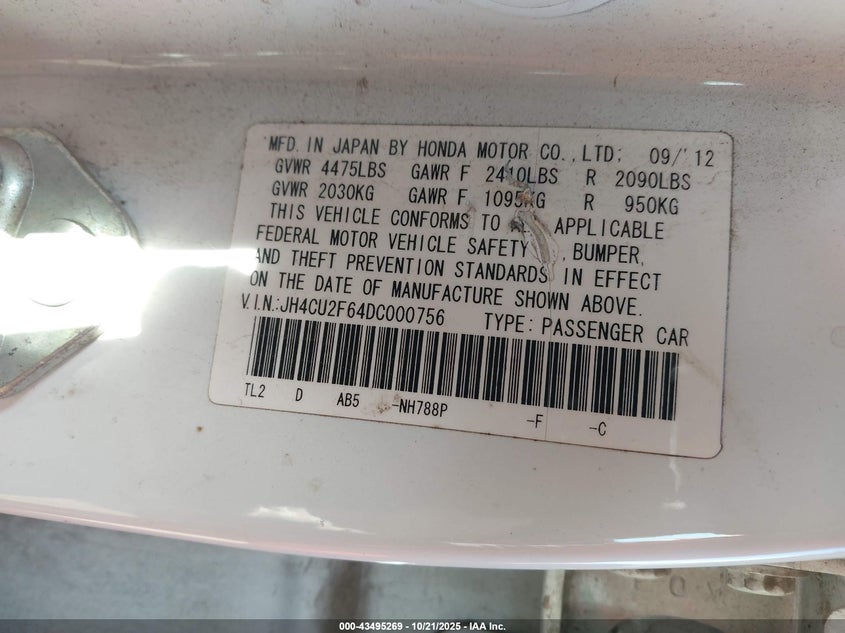 MFD. IN JAPAN BY HONDA MOTOR CO.,LTD. 09/'12
GVWR 4475LBS GAWR F 2410LBS R 2090LBS
GVWR 2030KG GAWR F 1095KG R 950KG
THIS VEHICLE CONFORMS TO APPLICABLE
FEDERAL MOTOR VEHICLE SAFETY, BUMPER,
AND THEFT PREVENTION STANDARDS IN EFFECT
ON THE DATE OF MANUFACTURE SHOWN ABOVE.
V.I.N.:JH4CU2F64DC000756 TYPE: PASSENGER CAR
TL2 D AB5 -NH788P -F -C
000-43495269 - 10/21/2025 - IAA Inc.